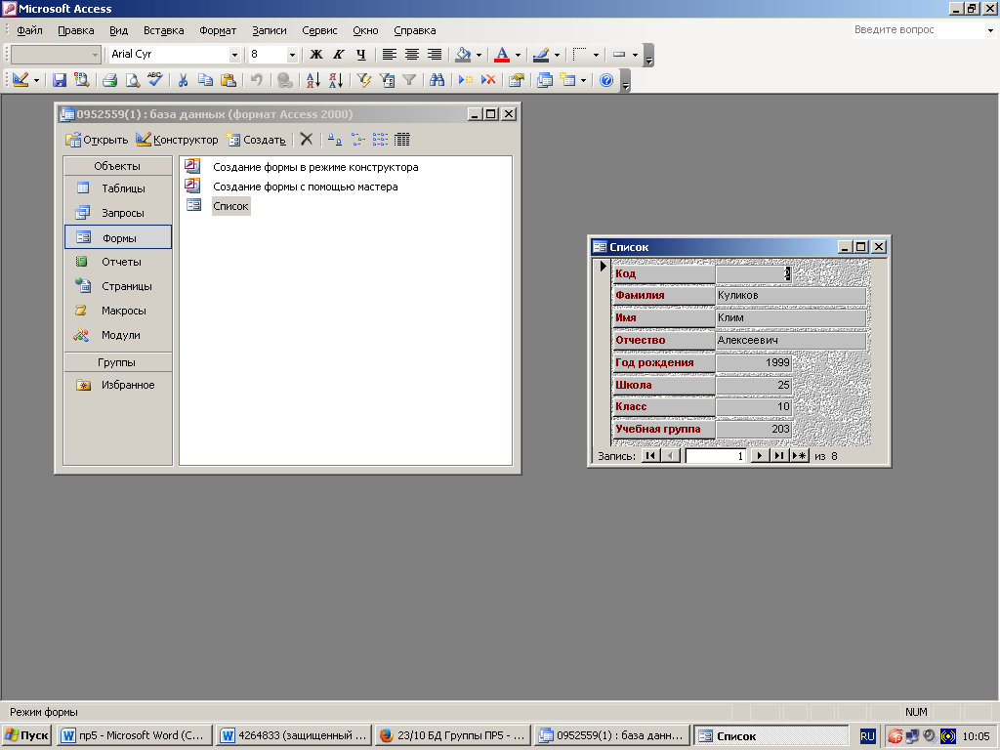 Microsoft Access
Файл Правка Вид Вставка Формат Записи Сервис Окно Справка Введите вопрос
Arial Cyr 8 Ж К Ч
0952559(1) : база данных (формат Access 2000)
Открыть Конструктор Создать
Объекты
Таблицы
Запросы
Формы
Отчеты
Страницы
Макросы
Модули
Группы
Избранное
Создание формы в режиме конструктора
Создание формы с помощью мастера
Список
Список
Код
Фамилия Куликов
Имя Клим
Отчество Алексеевич
Год рождения 1999
Школа 25
Класс 10
Учебная группа 203
Запись: 1 из 8
Режим формы NUM
Пуск пр5 - Microsoft Word (С... 4264833 (защищенный ... 23/10 БД Группы ПР5 - ... 0952559(1) : база данн... Список RU 10:05